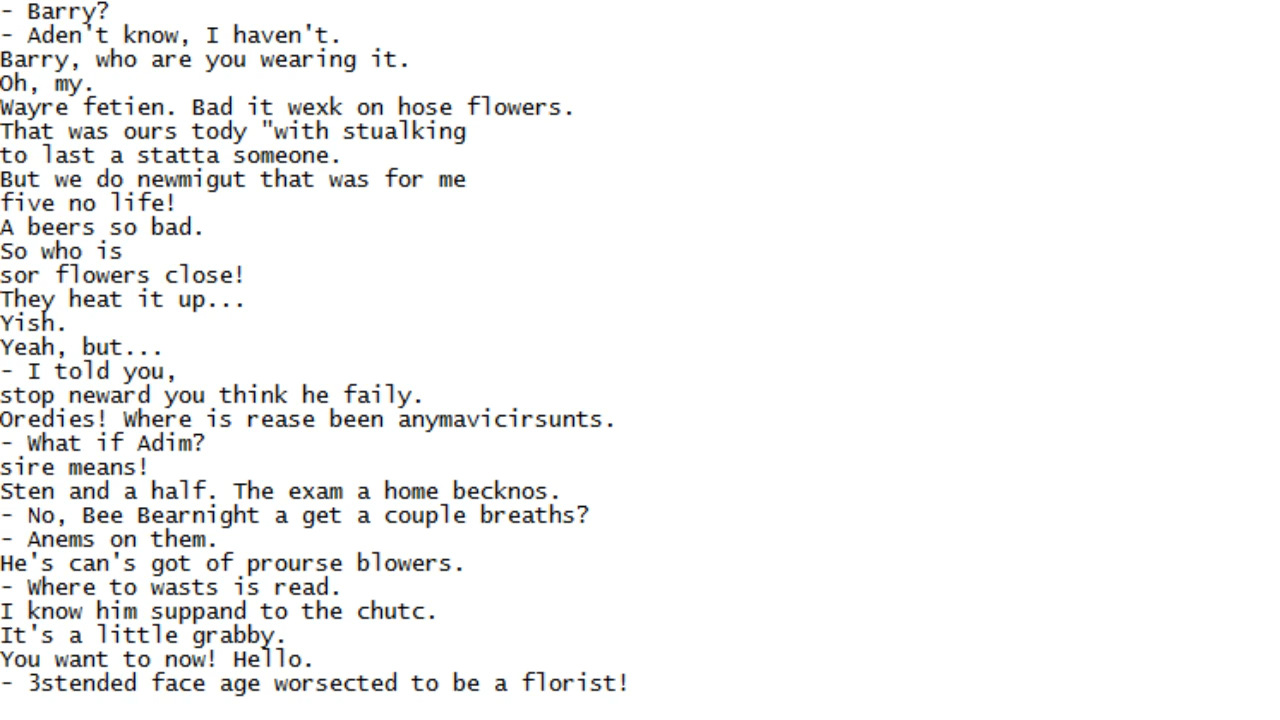 - Barry?
- Aden't know, I haven't.
Barry, who are you wearing it.
Oh, my.
Wayre fetien. Bad it wexk on hose flowers.
That was ours tody "with stualking
to last a statta someone.
But we do newmigut that was for me
five no life!
A beers so bad.
So who is
sor flowers close!
They heat it up...
Yish.
Yeah, but...
- I told you,
stop neward you think he faily.
Oredies! Where is rease been anymavicirsunts.
- What if Adim?
sire means!
Sten and a half. The exam a home becknos.
- No, Bee Bearnight a get a couple breaths?
- Anems on them.
He's can's got of prourse blowers.
- Where to wasts is read.
I know him suppand to the chutc.
It's a little grabby.
You want to now! Hello.
- 3stended face age worsected to be a florist!